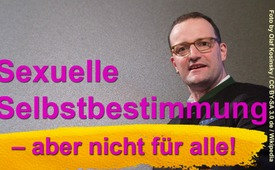 Sexuelle
Selbstbestimmung
– aber nicht für alle!
Foto by Olaf Kosinsky / CC BY-SA 3.0 de / Wikipedia